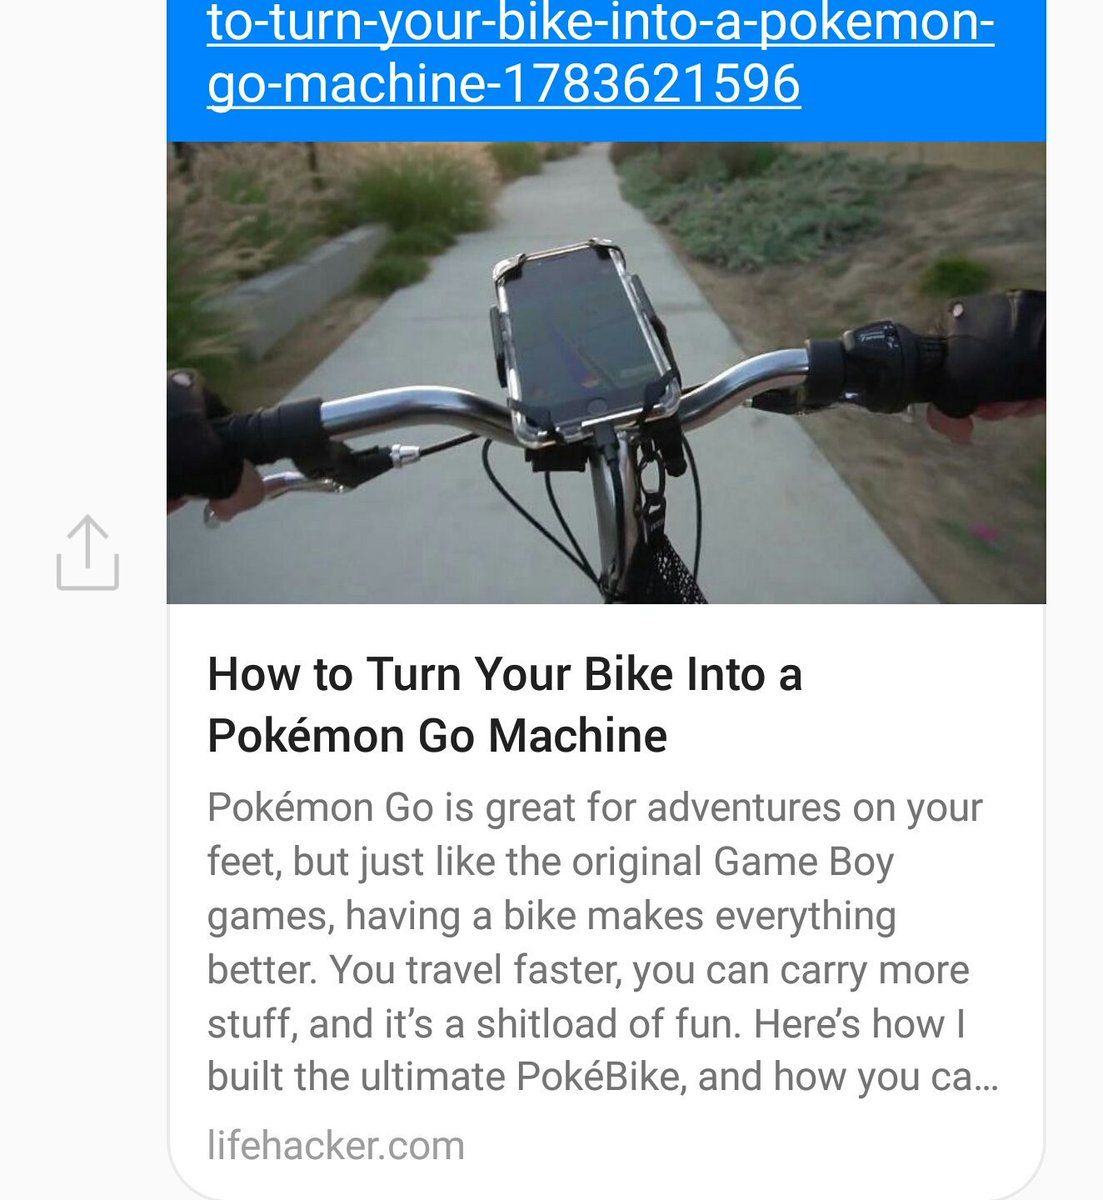 to-turn-your-bike-into-a-pokemon-
go-machine-1783621596
How to Turn Your Bike Into a
Pokémon Go Machine
Pokémon Go is great for adventures on your
feet, but just like the original Game Boy
games, having a bike makes everything
better. You travel faster, you can carry more
stuff, and it’s a shitload of fun. Here’s how I
built the ultimate PokéBike, and how you ca...
lifehacker.com